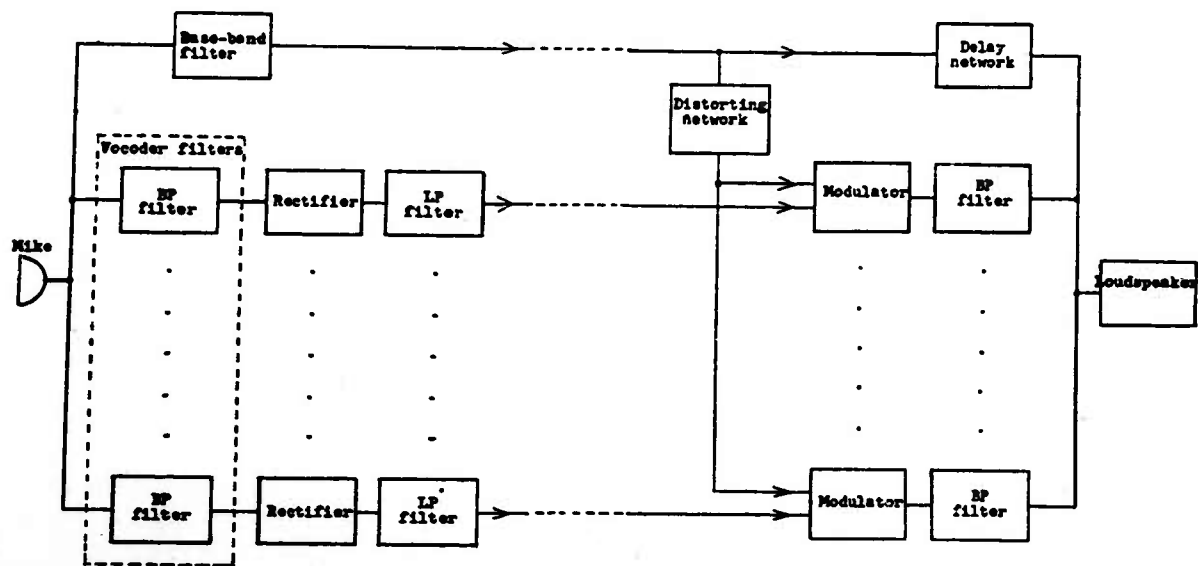 Base-band
filter
Delay
network
Distorting
network
Vocoder filters
BP
filter
Rectifier
LP
filter
Modulator
BP
filter
Mike
Loudspeaker
BP
filter
Rectifier
LP
filter
Modulator
BP
filter